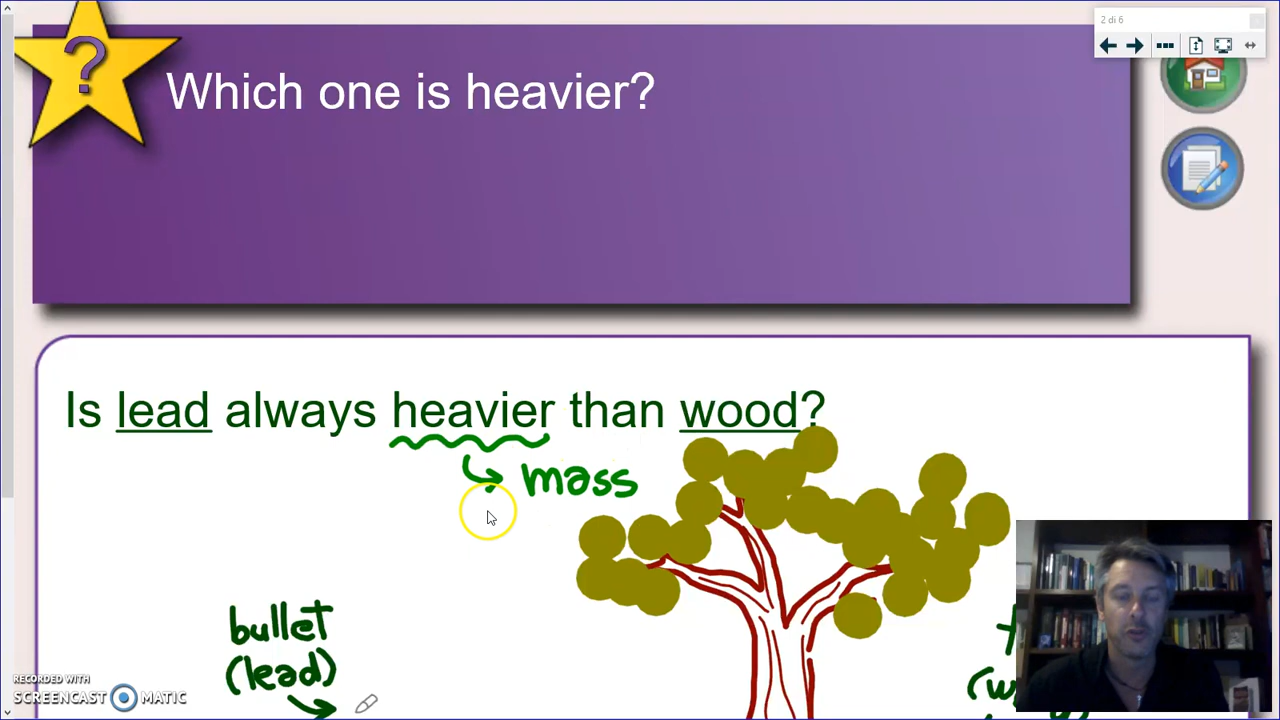 2 di 6
?
Which one is heavier?
Is lead always heavier than wood?
mass
bullet
(lead)
RECORDED WITH
SCREENCAST MATIC